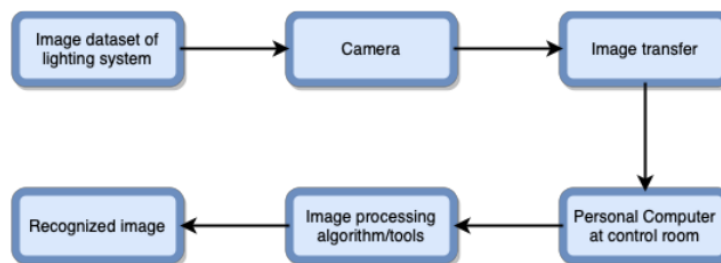 Image dataset of
lighting system
Camera
Image transfer
Personal Computer
at control room
Image processing
algorithm/tools
Recognized image